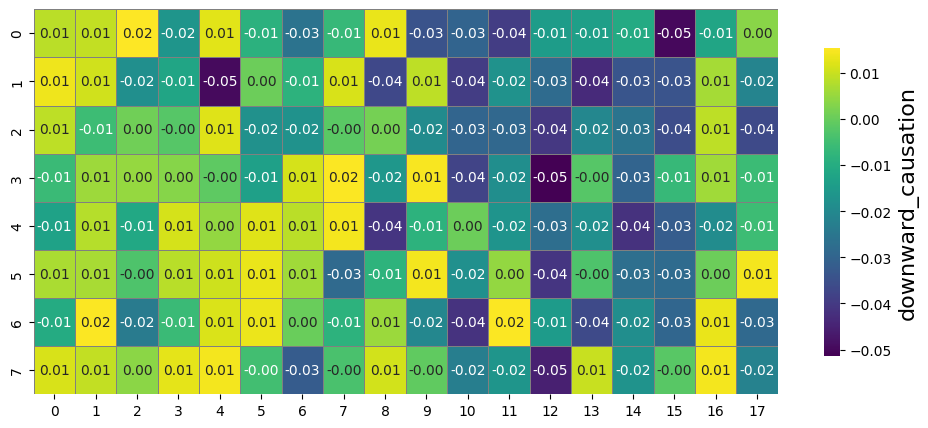 0 0.01 0.01 0.02 -0.02 0.01 -0.01 -0.03 -0.01 0.01 -0.03 -0.03 -0.04 -0.01 -0.01 -0.01 -0.05 -0.01 0.00
1 0.01 0.01 -0.02 -0.01 -0.05 0.00 -0.01 0.01 -0.04 0.01 -0.04 -0.02 -0.03 -0.04 -0.03 -0.03 0.01 -0.02
2 0.01 -0.01 0.00 -0.00 0.01 -0.02 -0.02 -0.00 0.00 -0.02 -0.03 -0.03 -0.04 -0.02 -0.03 -0.04 0.01 -0.04
3 -0.01 0.01 0.00 0.00 -0.00 -0.01 0.01 0.02 -0.02 0.01 -0.04 -0.02 -0.05 -0.00 -0.03 -0.01 0.01 -0.01
4 -0.01 0.01 -0.01 0.01 0.00 0.01 0.01 0.01 -0.04 -0.01 0.00 -0.02 -0.03 -0.02 -0.04 -0.03 -0.02 -0.01
5 0.01 0.01 -0.00 0.01 0.01 0.01 0.01 -0.03 -0.01 0.01 -0.02 0.00 -0.04 -0.00 -0.03 -0.03 0.00 0.01
6 -0.01 0.02 -0.02 -0.01 0.01 0.01 0.00 -0.01 0.01 -0.02 -0.04 0.02 -0.01 -0.04 -0.02 -0.03 0.01 -0.03
7 0.01 0.01 0.00 0.01 0.01 -0.00 -0.03 -0.00 0.01 -0.00 -0.02 -0.02 -0.05 0.01 -0.02 -0.00 0.01 -0.02
0 1 2 3 4 5 6 7 8 9 10 11 12 13 14 15 16 17
0.01
0.00
−0.01
−0.02
−0.03
−0.04
−0.05
downward_causation